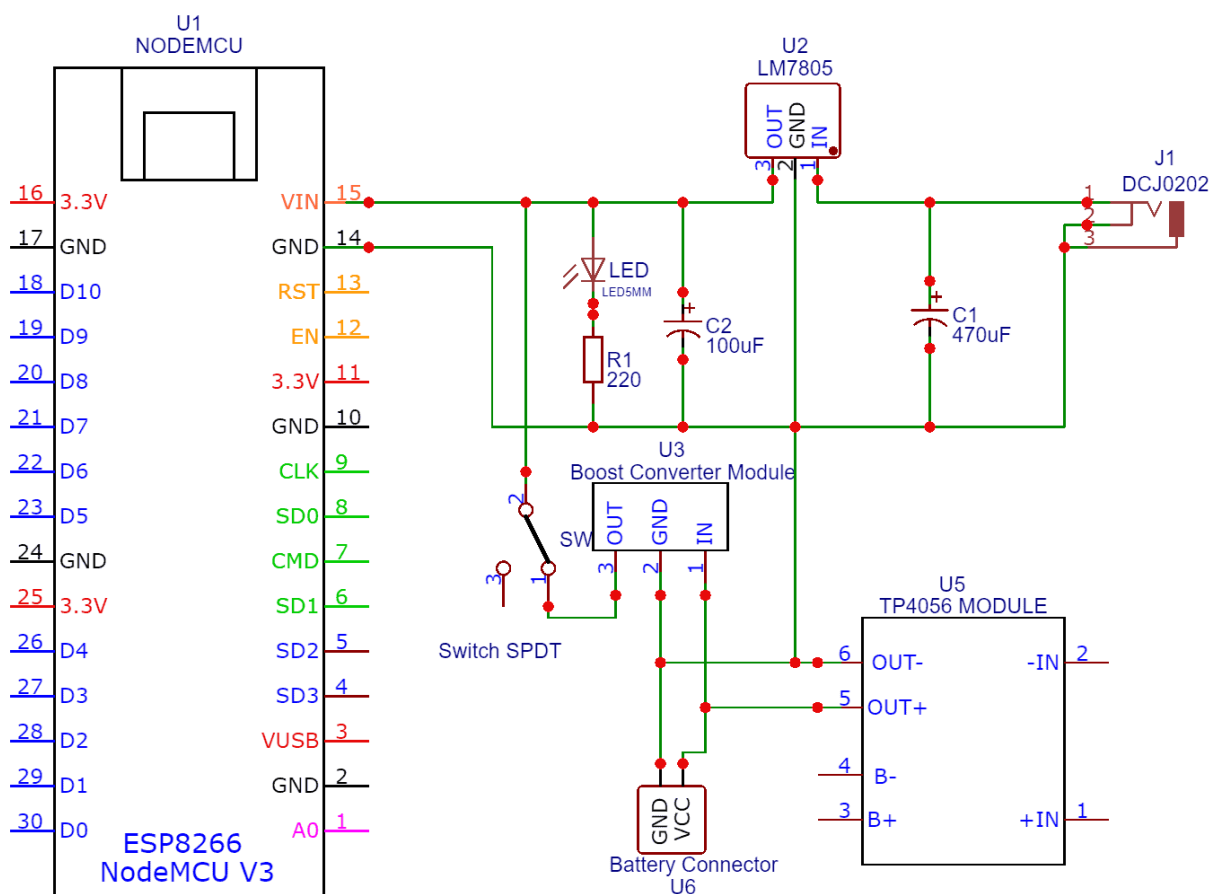 U1
NODEMCU
16 3.3V
17 GND
18 D10
19 D9
20 D8
21 D7
22 D6
23 D5
24 GND
25 3.3V
26 D4
27 D3
28 D2
29 D1
30 D0
VIN 15
GND 14
RST 13
EN 12
3.3V 11
GND 10
CLK 9
SD0 8
CMD 7
SD1 6
SD2 5
SD3 4
VUSB 3
GND 2
A0 1
ESP8266
NodeMCU V3
U2
LM7805
OUT
GND
IN
3
2
1
J1
DCJ0202
1
2
3
LED
LED5MM
R1
220
+
C2
100uF
+
C1
470uF
U3
Boost Converter Module
OUT
GND
IN
3
2
1
2
SW
3
1
Switch SPDT
U5
TP4056 MODULE
6 OUT-
5 OUT+
4 B-
3 B+
-IN 2
+IN 1
GND
VCC
Battery Connector
U6